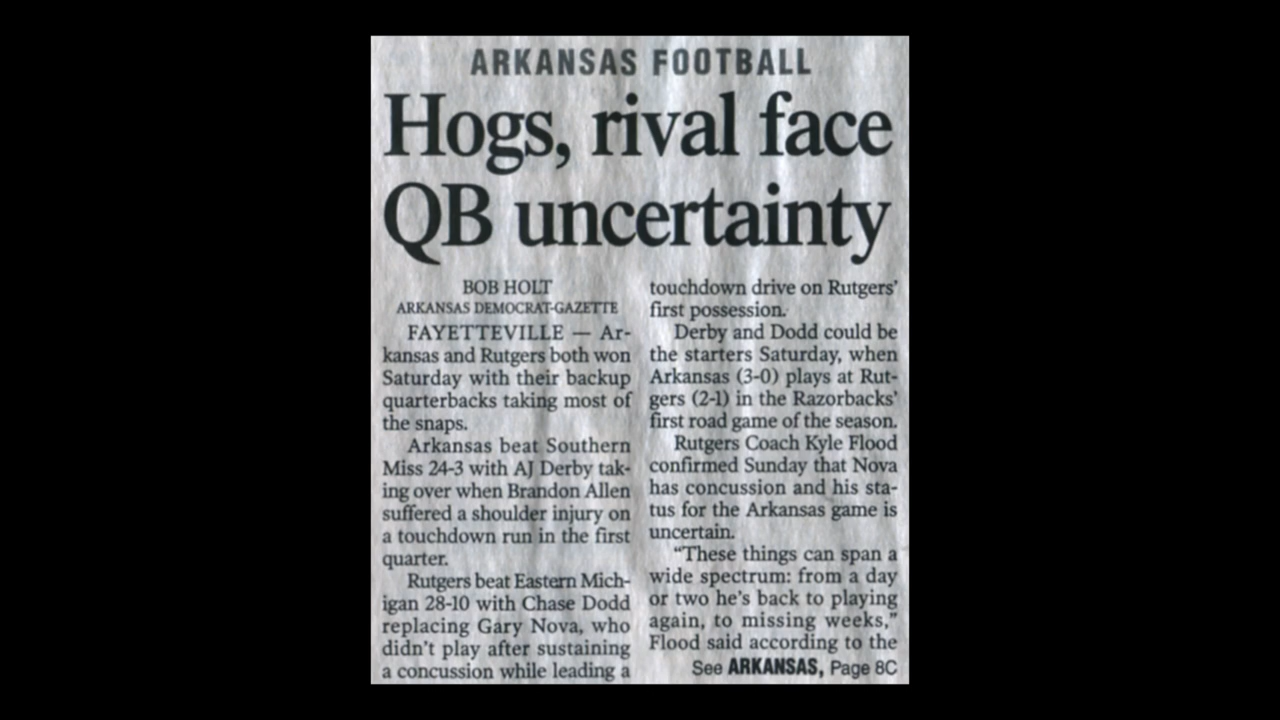 ARKANSAS FOOTBALL
Hogs, rival face
QB uncertainty
BOB HOLT
ARKANSAS DEMOCRAT-GAZETTE
FAYETTEVILLE — Ar-
kansas and Rutgers both won
Saturday with their backup
quarterbacks taking most of
the snaps.
Arkansas beat Southern
Miss 24-3 with AJ Derby tak-
ing over when Brandon Allen
suffered a shoulder injury on
a touchdown run in the first
quarter.
Rutgers beat Eastern Mich-
igan 28-10 with Chase Dodd
replacing Gary Nova, who
didn't play after sustaining
a concussion while leading a
touchdown drive on Rutgers'
first possession.
Derby and Dodd could be
the starters Saturday, when
Arkansas (3-0) plays at Rut-
gers (2-1) in the Razorbacks'
first road game of the season.
Rutgers Coach Kyle Flood
confirmed Sunday that Nova
has concussion and his sta-
tus for the Arkansas game is
uncertain.
“These things can span a
wide spectrum: from a day
or two he's back to playing
again, to missing weeks,”
Flood said according to the
See ARKANSAS, Page 8C